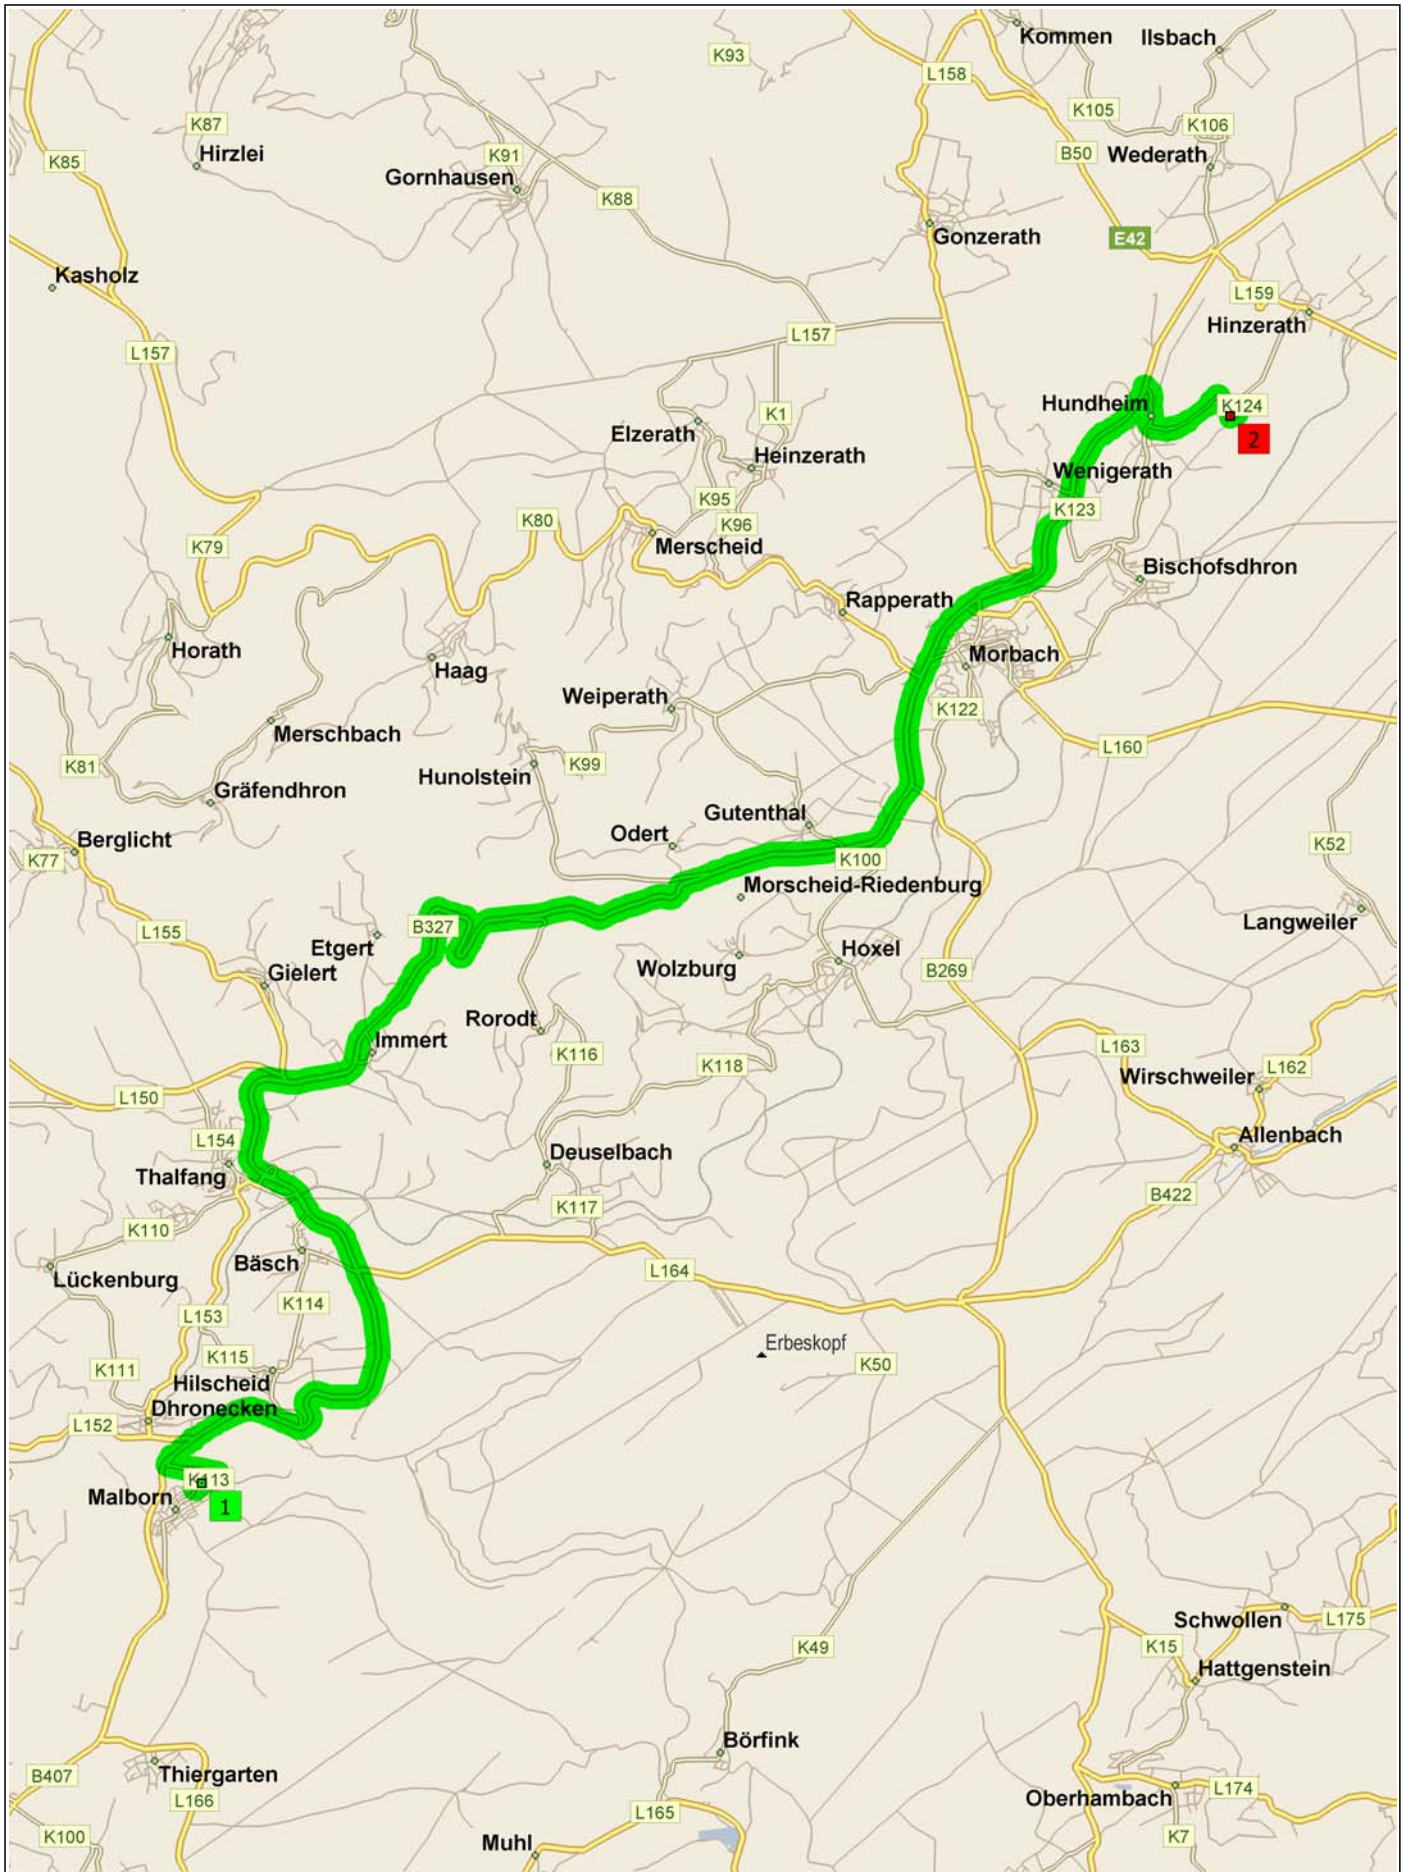 Kommen
Ilsbach
K93
L158
K105
K106
K87
Hirzlei
K85
K91
Gornhausen
K88
B50
Wederath
Gonzerath
E42
Kasholz
L159
Hinzerath
L157
L157
K1
Hundheim
K124
2
Elzerath
Heinzerath
Wenigerath
K95
K123
K96
K80
K79
Merscheid
Bischofsdhron
Rapperath
Horath
Haag
Morbach
Weiperath
K122
Merschbach
L160
K81
K99
Hunolstein
Gräfendhron
Gutenthal
Odert
Berglicht
K77
K100
K52
Morscheid-Riedenburg
Langweiler
L155
B327
Etgert
Gielert
Wolzburg
Hoxel
B269
Rorodt
Immert
K116
K118
L163
L162
Wirschweiler
L150
L154
Allenbach
Thalfang
Deuselbach
B422
K117
K110
Bäsch
Lückenburg
L164
K114
L153
Erbeskopf
K115
K50
K111
Hilscheid
Dhronecken
L152
K113
Malborn
1
Schwollen
L175
K49
K15
Hattgenstein
Börfink
B407
Thiergarten
L166
L174
Oberhambach
L165
K100
K7
Muhl